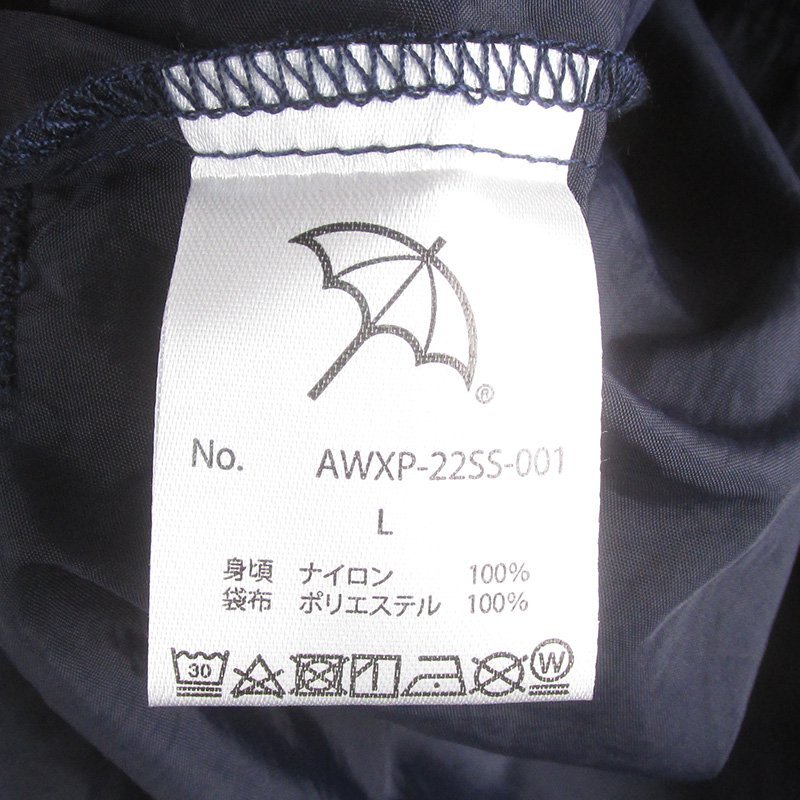 ®
No. AWXP-22SS-001
L
身頃 ナイロン 100%
袋布 ポリエステル 100%
30 W